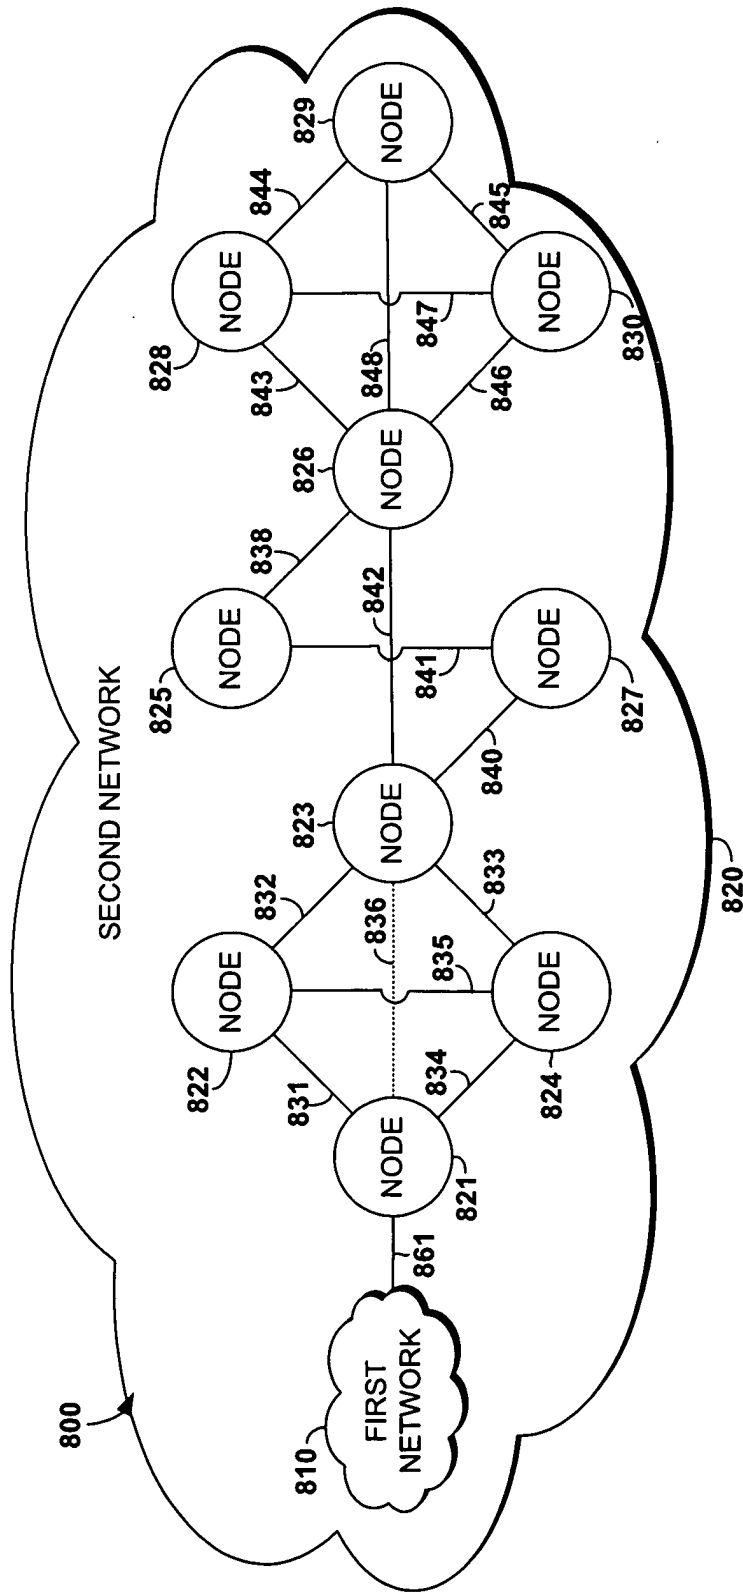 800
SECOND NETWORK
810
FIRST
NETWORK
861
821
NODE
831
834
822
NODE
824
NODE
832
836
835
833
823
NODE
840
825
NODE
841
827
NODE
838
842
826
NODE
843
848
846
828
NODE
847
830
NODE
844
845
829
NODE
820